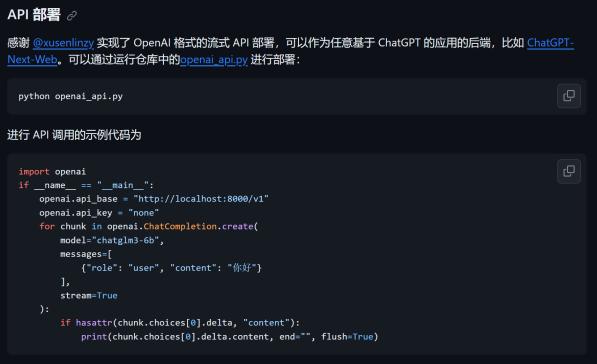 API 部署
感谢 @xusenlinzy 实现了 OpenAI 格式的流式 API 部署，可以作为任意基于 ChatGPT 的应用的后端，比如 ChatGPT-
Next-Web。可以通过运行仓库中的openai_api.py 进行部署：
python openai_api.py
进行 API 调用的示例代码为
import openai
if __name__ == "__main__":
    openai.api_base = "http://localhost:8000/v1"
    openai.api_key = "none"
    for chunk in openai.ChatCompletion.create(
        model="chatglm3-6b",
        messages=[
            {"role": "user", "content": "你好"}
        ],
        stream=True
    ):
        if hasattr(chunk.choices[0].delta, "content"):
            print(chunk.choices[0].delta.content, end="", flush=True)